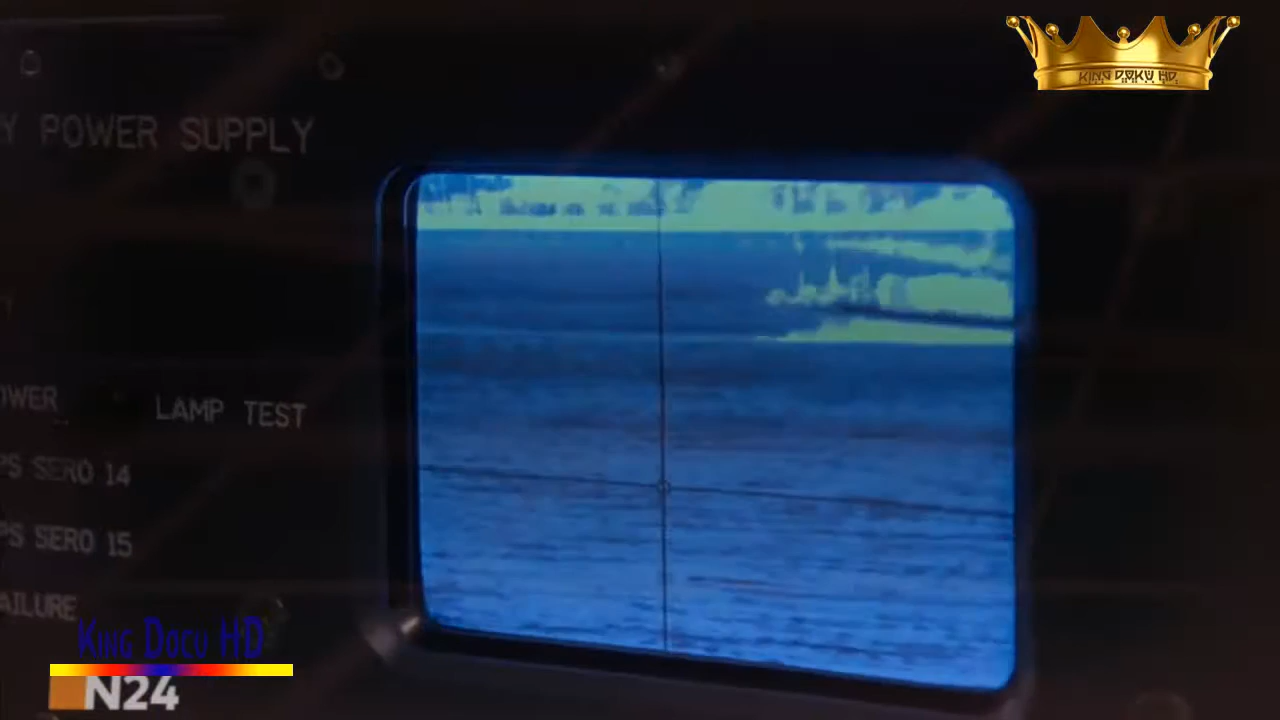 KING DOKU HD
Y POWER SUPPLY
OWER
LAMP TEST
PS SERO 14
PS SERO 15
AILURE
King Docu HD
N24